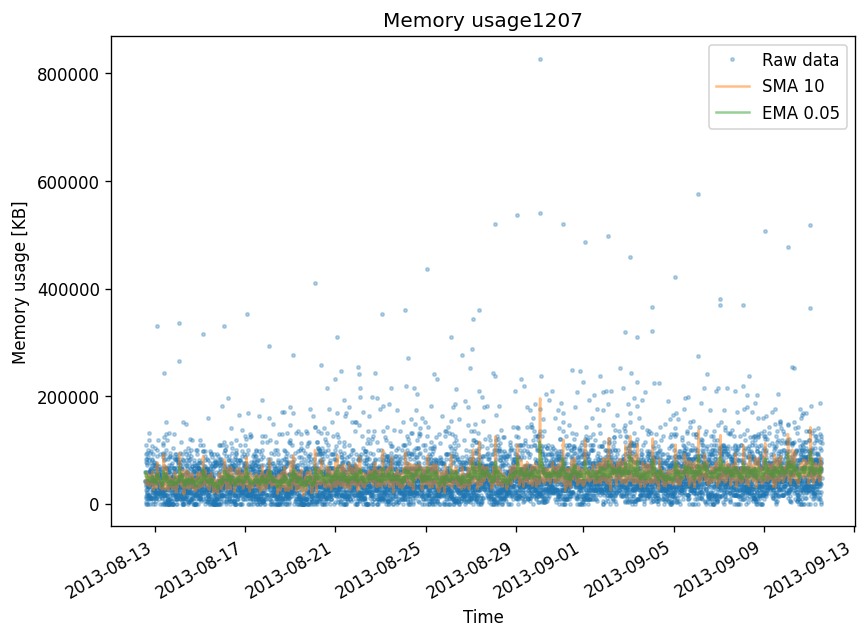 Memory usage1207
Raw data
SMA 10
EMA 0.05
800000
600000
400000
200000
0
Memory usage [KB]
2013-08-13
2013-08-17
2013-08-21
2013-08-25
2013-08-29
2013-09-01
2013-09-05
2013-09-09
2013-09-13
Time